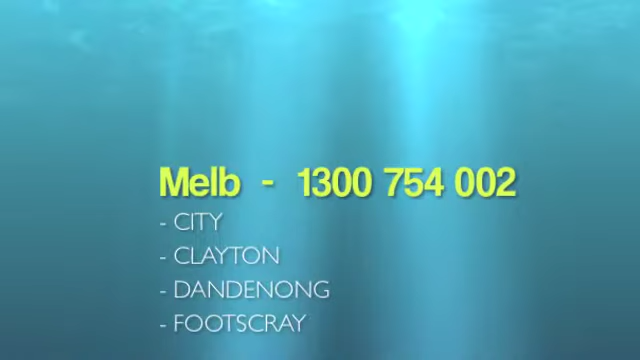 Melb - 1300 754 002
- CITY
- CLAYTON
- DANDENONG
- FOOTSCRAY